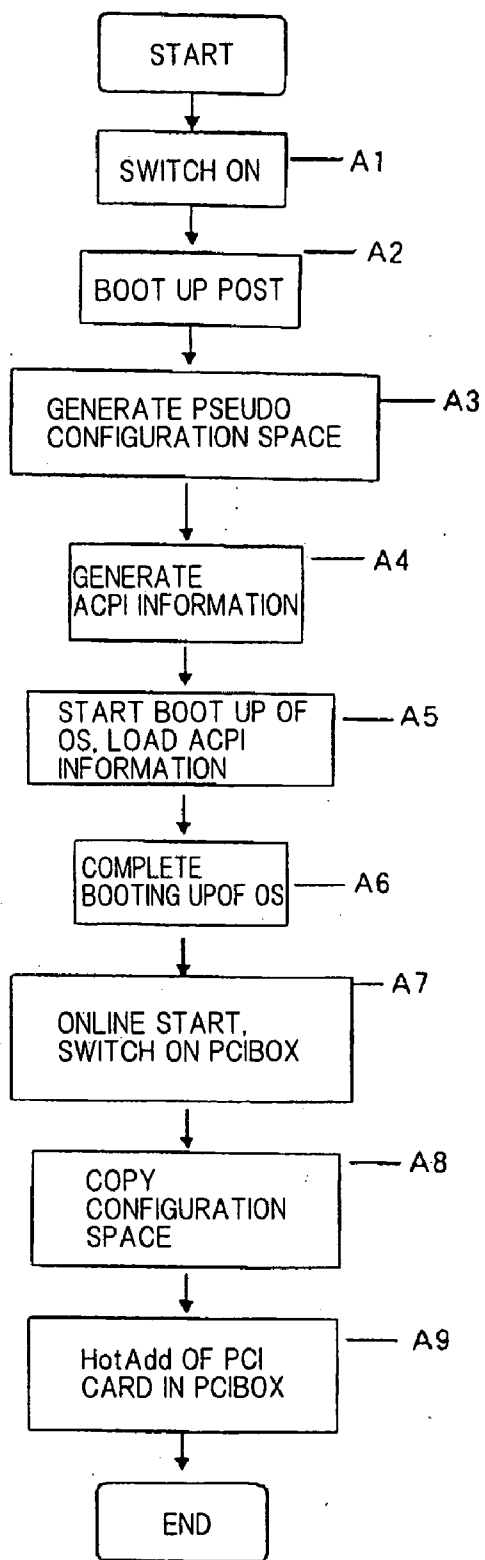 START
SWITCH ON
A1
BOOT UP POST
A2
GENERATE PSEUDO
CONFIGURATION SPACE
A3
GENERATE
ACPI INFORMATION
A4
START BOOT UP OF
OS, LOAD ACPI
INFORMATION
A5
COMPLETE
BOOTING UPOF OS
A6
ONLINE START,
SWITCH ON PCIBOX
A7
COPY
CONFIGURATION
SPACE
A8
HotAdd OF PCI
CARD IN PCIBOX
A9
END